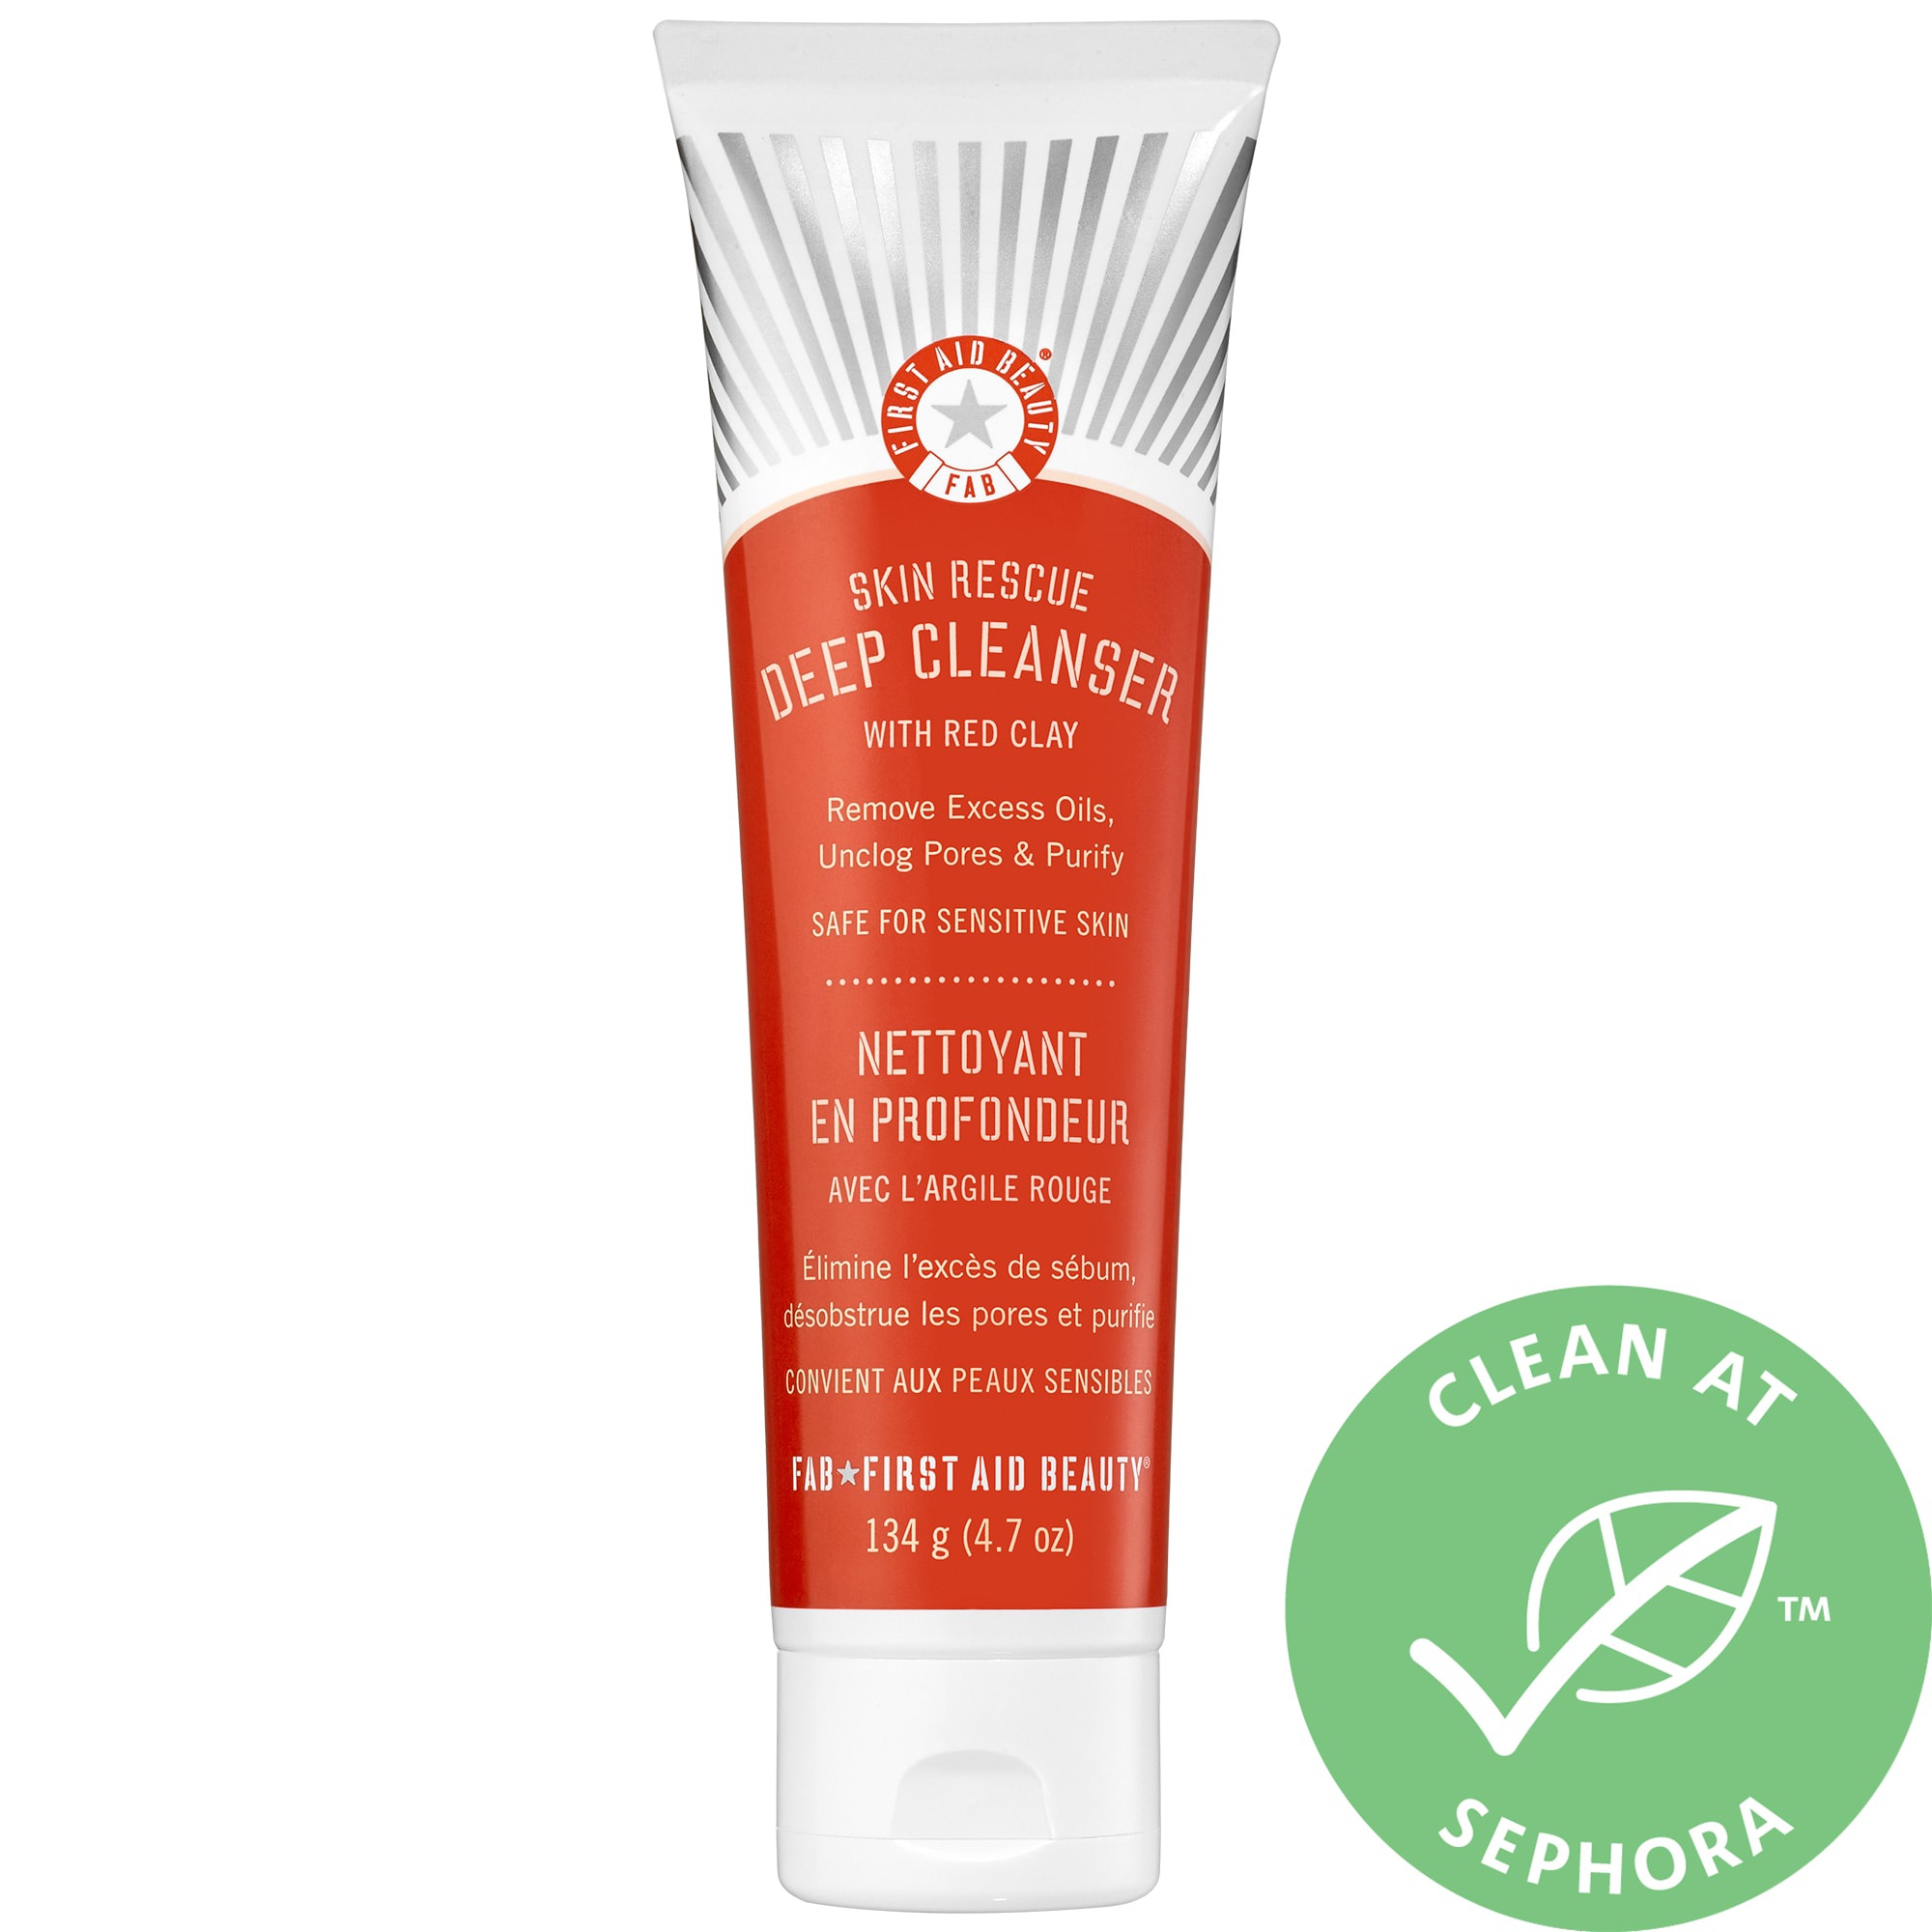 FIRST AID BEAUTY®
FAB
SKIN RESCUE
DEEP CLEANSER
WITH RED CLAY
Remove Excess Oils,
Unclog Pores & Purify
SAFE FOR SENSITIVE SKIN
NETTOYANT
EN PROFONDEUR
AVEC L'ARGILE ROUGE
Élimine l'excès de sébum,
désobstrue les pores et purifie
CONVIENT AUX PEAUX SENSIBLES
FAB★FIRST AID BEAUTY®
134 g (4.7 oz)
CLEAN AT
TM
SEPHORA